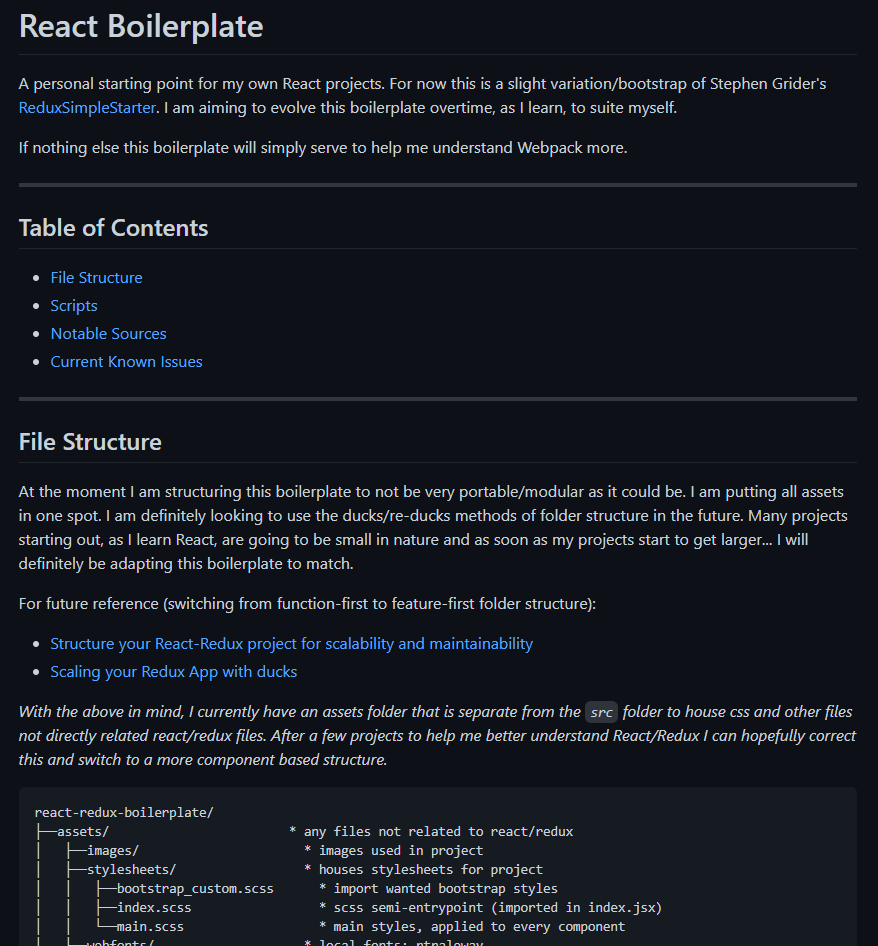 React Boilerplate
A personal starting point for my own React projects. For now this is a slight variation/bootstrap of Stephen Grider's
ReduxSimpleStarter. I am aiming to evolve this boilerplate overtime, as I learn, to suite myself.
If nothing else this boilerplate will simply serve to help me understand Webpack more.
Table of Contents
• File Structure
• Scripts
• Notable Sources
• Current Known Issues
File Structure
At the moment I am structuring this boilerplate to not be very portable/modular as it could be. I am putting all assets
in one spot. I am definitely looking to use the ducks/re-ducks methods of folder structure in the future. Many projects
starting out, as I learn React, are going to be small in nature and as soon as my projects start to get larger... I will
definitely be adapting this boilerplate to match.
For future reference (switching from function-first to feature-first folder structure):
• Structure your React-Redux project for scalability and maintainability
• Scaling your Redux App with ducks
With the above in mind, I currently have an assets folder that is separate from the src folder to house css and other files
not directly related react/redux files. After a few projects to help me better understand React/Redux I can hopefully correct
this and switch to a more component based structure.
react-redux-boilerplate/
├──assets/                        * any files not related to react/redux
│   ├──images/                      * images used in project
│   ├──stylesheets/                 * houses stylesheets for project
│   │   ├──bootstrap_custom.scss      * import wanted bootstrap styles
│   │   ├──index.scss                 * scss semi-entrypoint (imported in index.jsx)
│   │   └──main.scss                  * main styles, applied to every component
│   └──webfonts/                    * local fonts: ptraleway